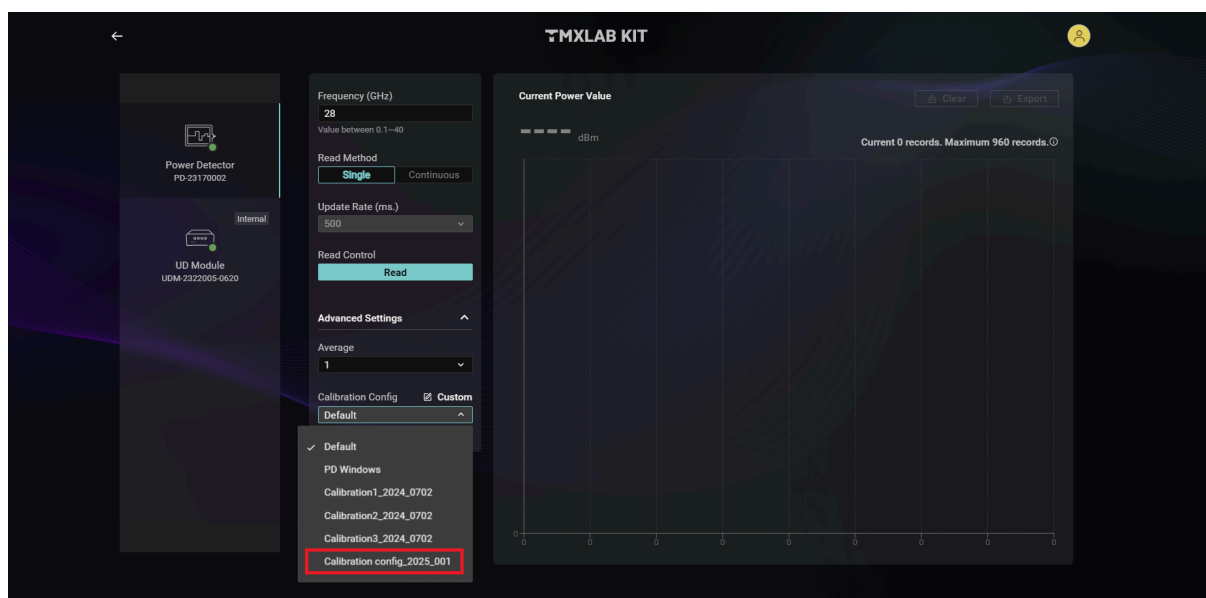 TMXLAB KIT
Power Detector
PD-23170002
Internal
UD Module
UDM-2322005-0620
Frequency (GHz)
28
Value between 0.1~40
Read Method
Single Continuous
Update Rate (ms.)
500
Read Control
Read
Advanced Settings
Average
1
Calibration Config Custom
Default
Default
PD Windows
Calibration1_2024_0702
Calibration2_2024_0702
Calibration3_2024_0702
Calibration config_2025_001
Current Power Value
Clear Export
---- dBm
Current 0 records. Maximum 960 records.
0
0 0 0 0 0 0 0 0 0